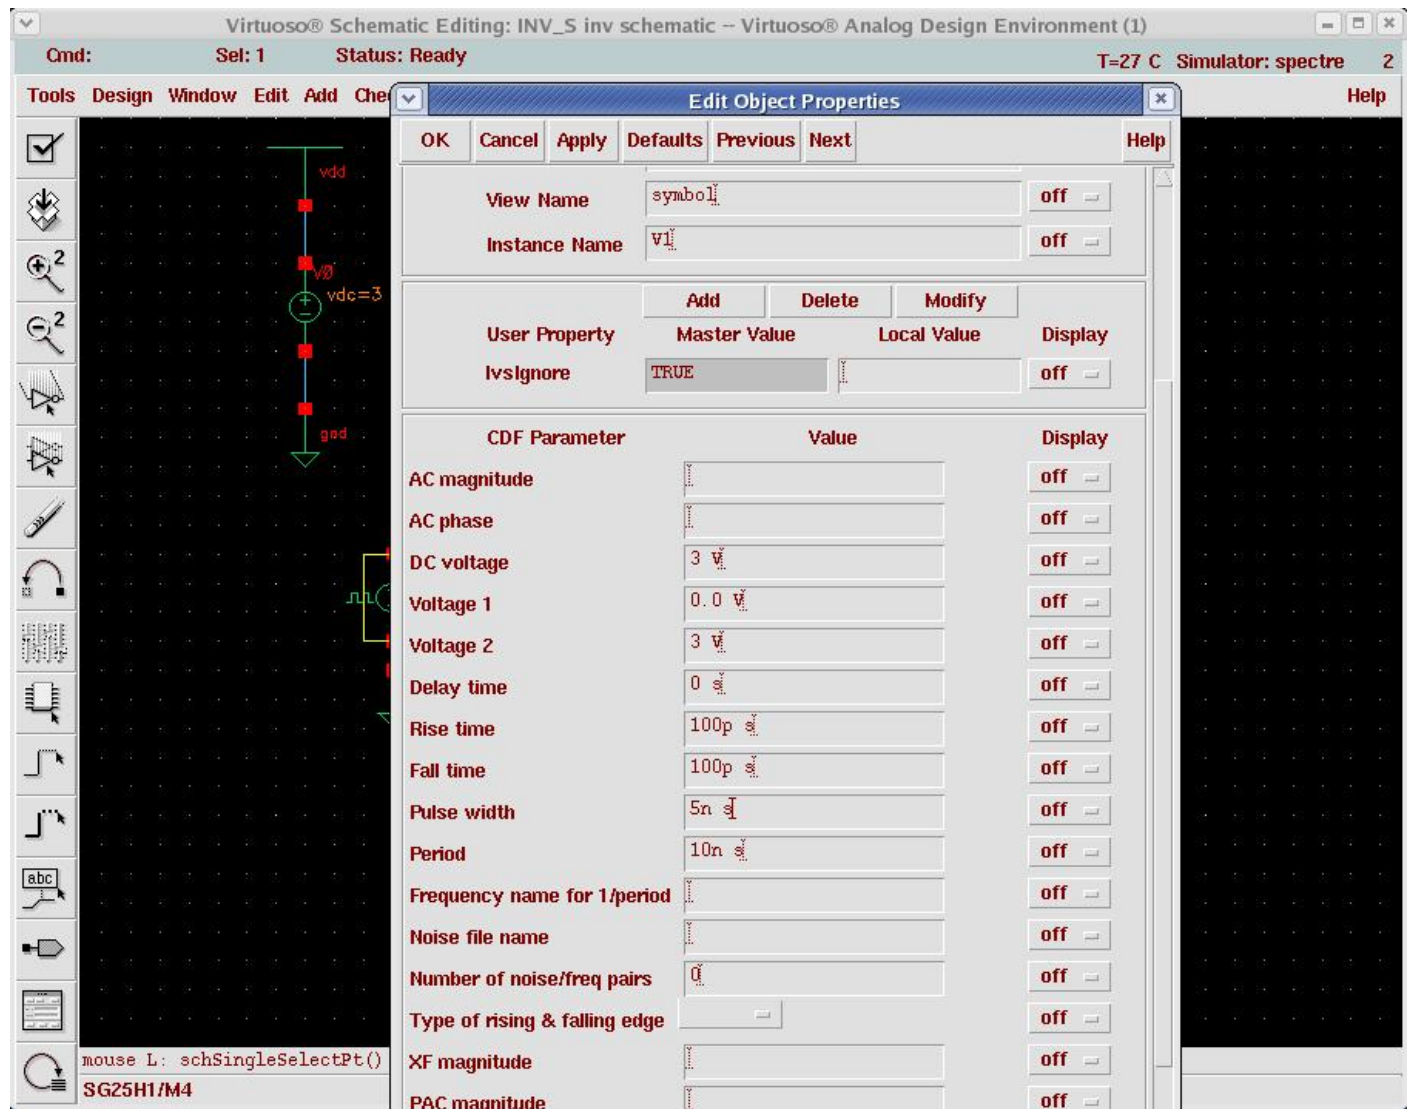 Virtuoso® Schematic Editing: INV_S inv schematic -- Virtuoso® Analog Design Environment (1)
Cmd: Sel: 1 Status: Ready T=27 C Simulator: spectre 2
Tools Design Window Edit Add Che Help
Edit Object Properties
OK Cancel Apply Defaults Previous Next Help
View Name symbol off
Instance Name V1 off
Add Delete Modify
User Property Master Value Local Value Display
lvsIgnore TRUE off
CDF Parameter Value Display
AC magnitude off
AC phase off
DC voltage 3 V off
Voltage 1 0.0 V off
Voltage 2 3 V off
Delay time 0 s off
Rise time 100p s off
Fall time 100p s off
Pulse width 5n s off
Period 10n s off
Frequency name for 1/period off
Noise file name off
Number of noise/freq pairs 0 off
Type of rising & falling edge off
XF magnitude off
PAC magnitude off
vdd
V0
vdc=3
gnd
2
2
abc
mouse L: schSingleSelectPt()
SG25H1/M4